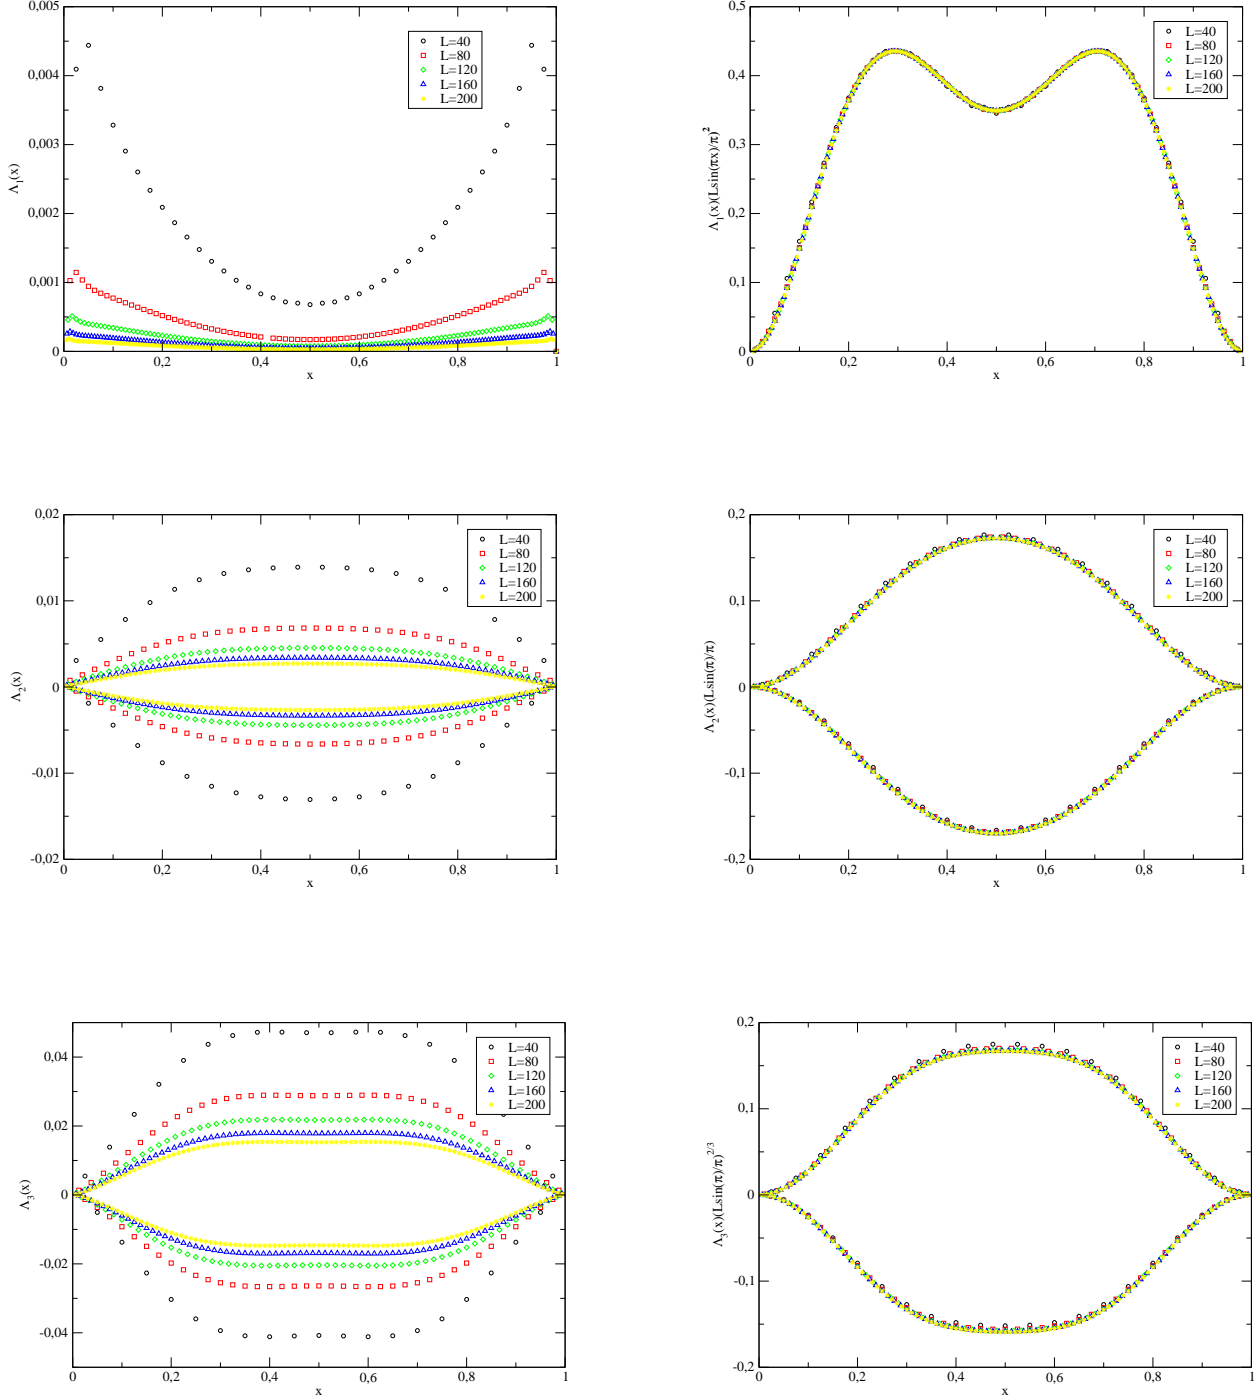 0,005
0,004
0,003
0,002
0,001
0
Λ1(x)
L=40
L=80
L=120
L=160
L=200
0 0,2 0,4 0,6 0,8 1
x
0,5
0,4
0,3
0,2
0,1
0
Λ1(x)(Lsin(πx)/π)^2
L=40
L=80
L=120
L=160
L=200
0 0,2 0,4 0,6 0,8 1
x
0,02
0,01
0
-0,01
-0,02
Λ2(x)
L=40
L=80
L=120
L=160
L=200
0 0,2 0,4 0,6 0,8 1
x
0,2
0,1
0
-0,1
-0,2
Λ2(x)(Lsin(π)/π)
L=40
L=80
L=120
L=160
L=200
0 0,2 0,4 0,6 0,8 1
x
0,04
0,02
0
-0,02
-0,04
Λ3(x)
L=40
L=80
L=120
L=160
L=200
0 0,2 0,4 0,6 0,8 1
x
0,2
0,1
0
-0,1
-0,2
Λ3(x)(Lsin(π)/π)^2/3
L=40
L=80
L=120
L=160
L=200
0 0,2 0,4 0,6 0,8 1
x